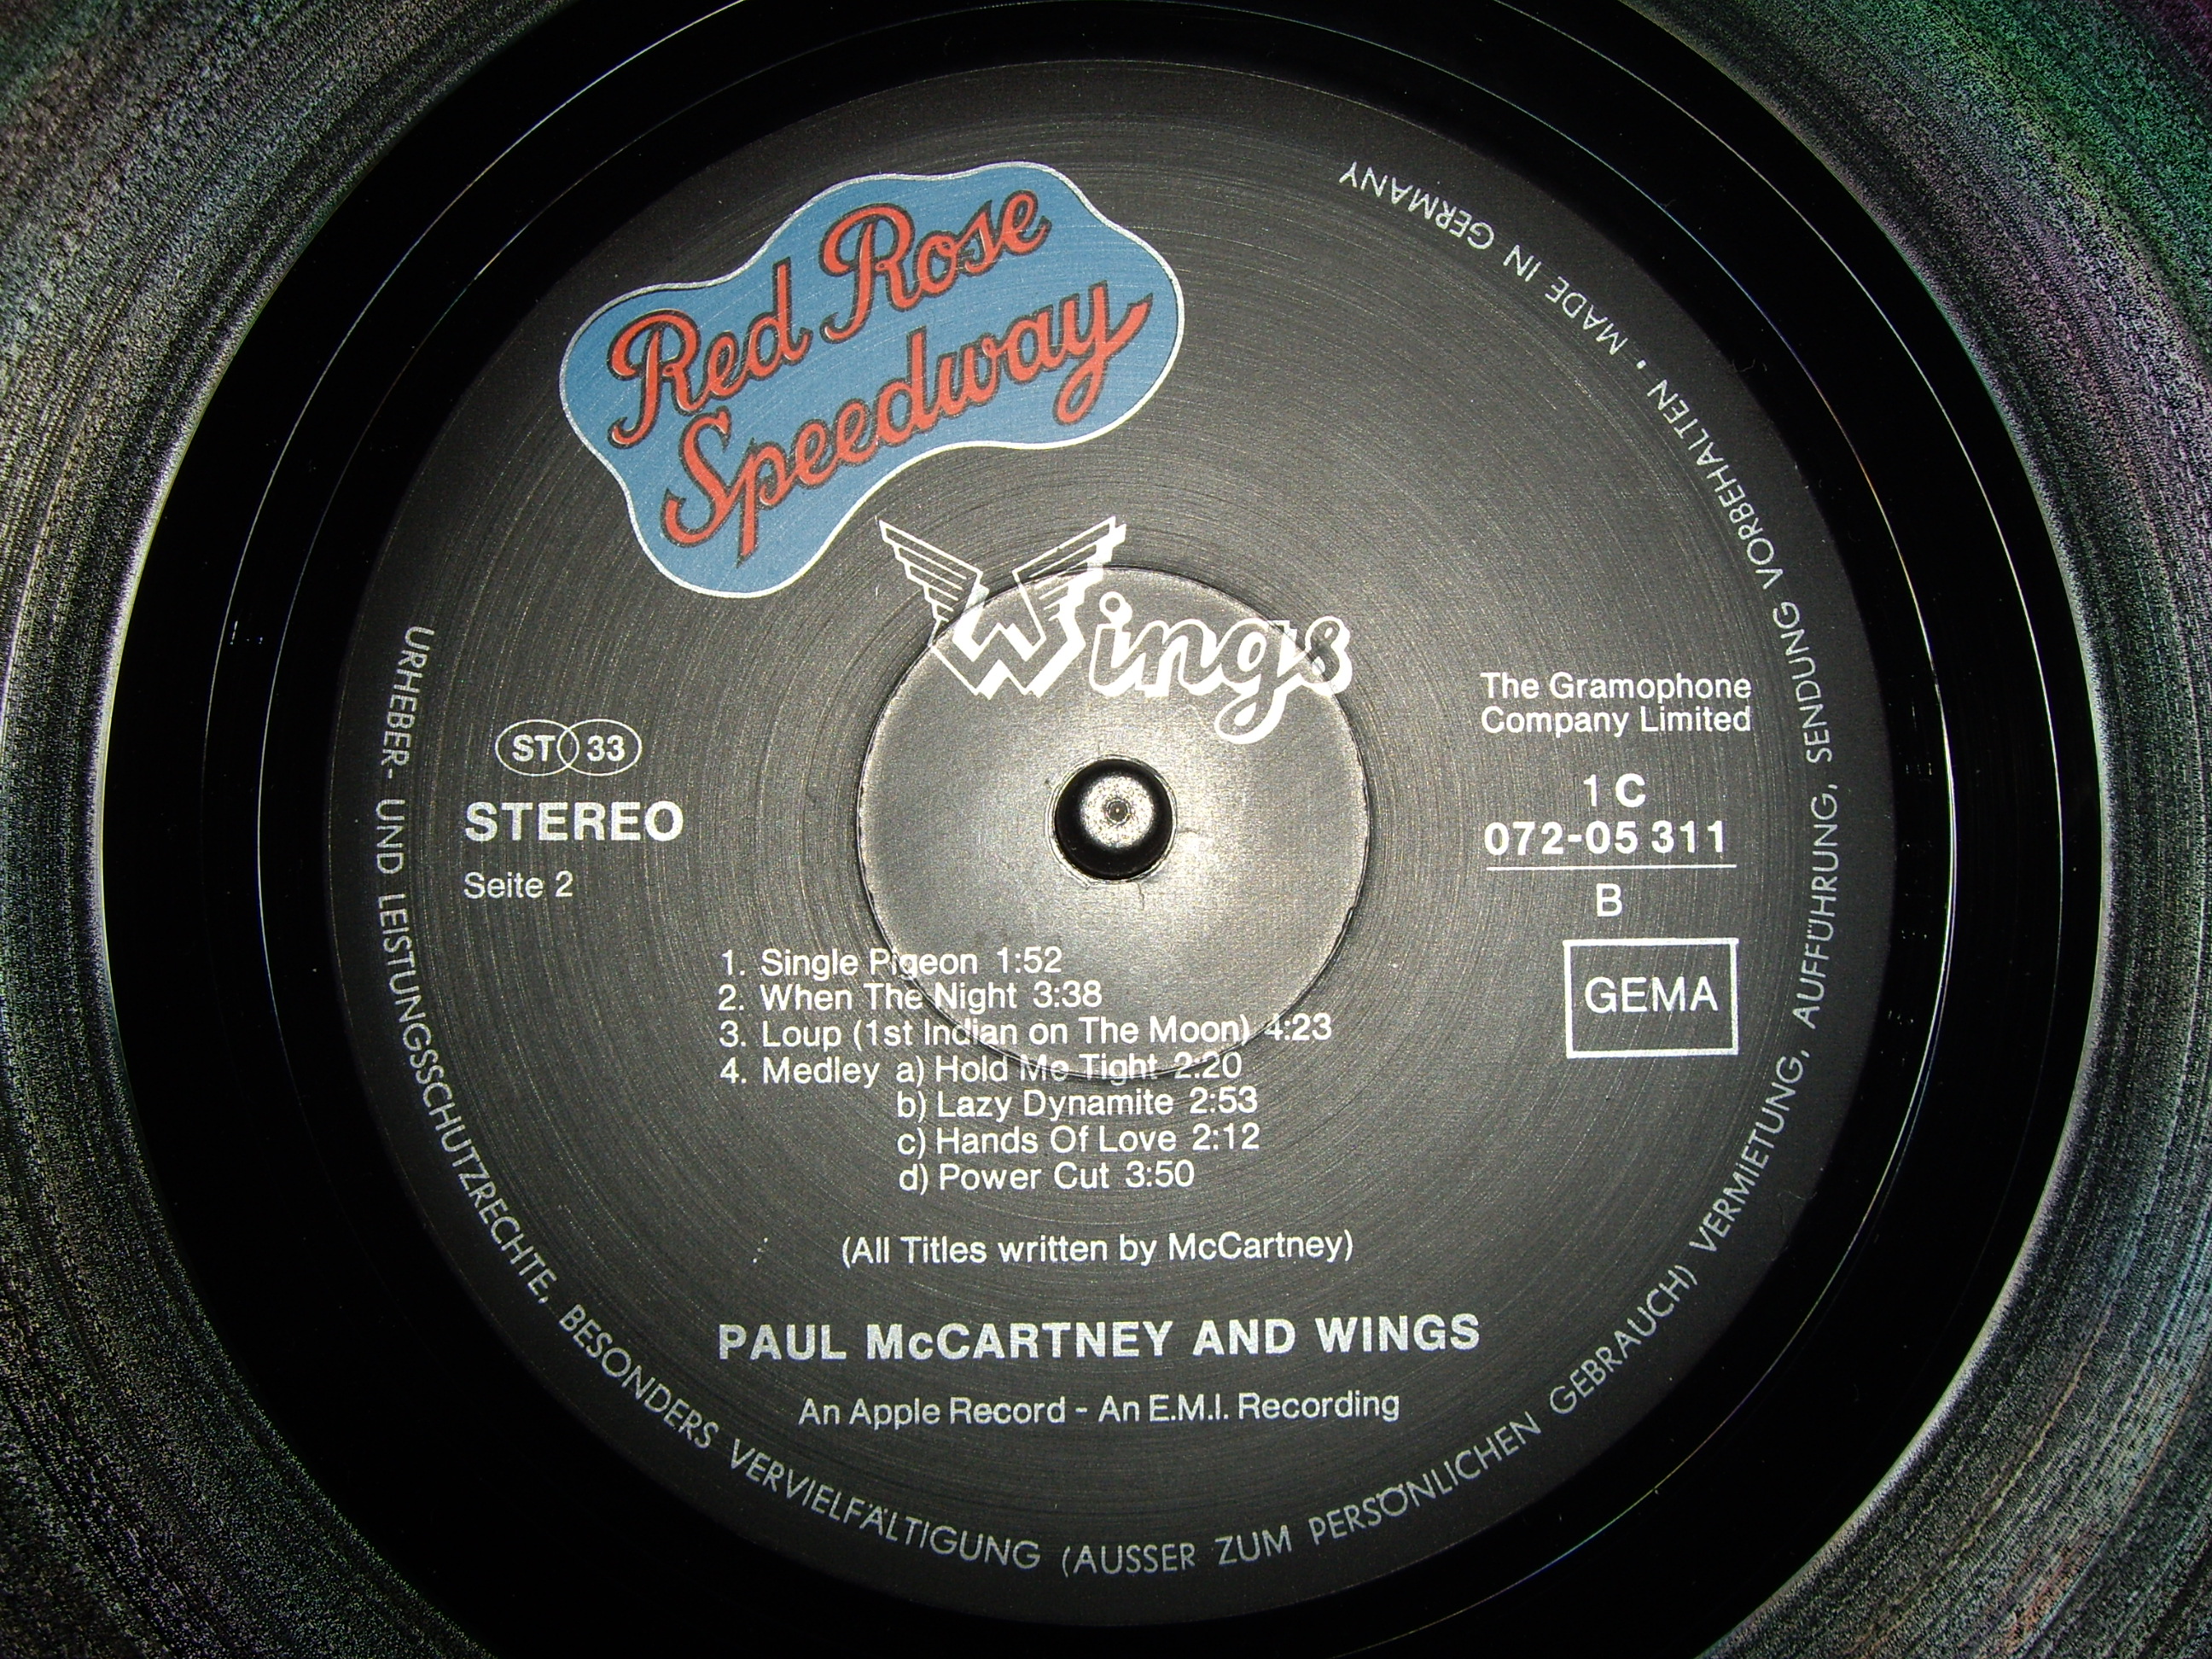 Red Rose
Speedway
Wings
The Gramophone
Company Limited
ST 33
STEREO
Seite 2
1 C
072-05 311
B
GEMA
1. Single Pigeon 1:52
2. When The Night 3:38
3. Loup (1st Indian on The Moon) 4:23
4. Medley a) Hold Me Tight 2:20
b) Lazy Dynamite 2:53
c) Hands Of Love 2:12
d) Power Cut 3:50
(All Titles written by McCartney)
PAUL McCARTNEY AND WINGS
An Apple Record - An E.M.I. Recording
URHEBER- UND LEISTUNGSSCHUTZRECHTE, BESONDERS VERVIELFÄLTIGUNG (AUSSER ZUM PERSÖNLICHEN GEBRAUCH) VERMIETUNG, AUFFÜHRUNG, SENDUNG VORBEHALTEN • MADE IN GERMANY